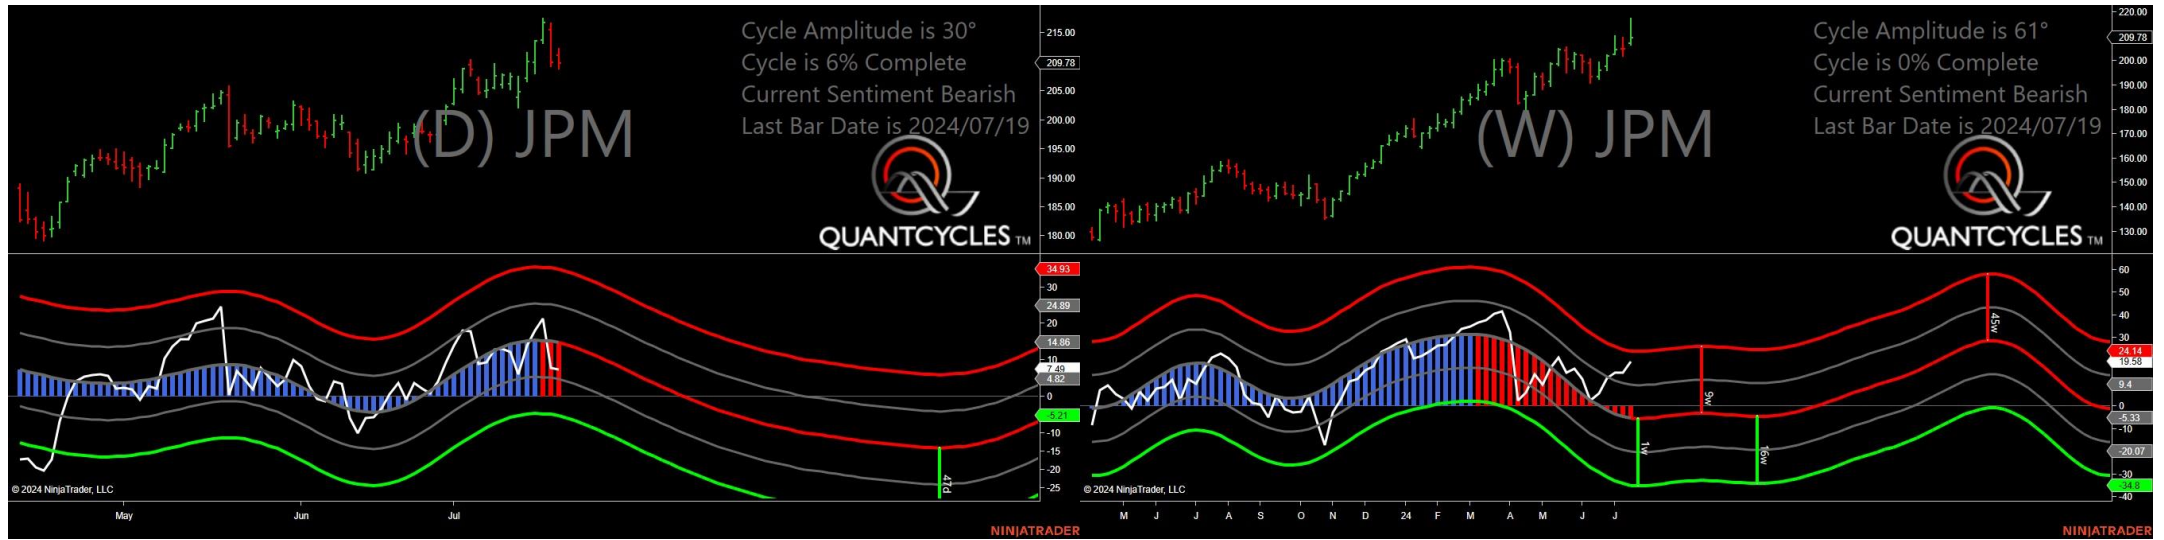 Cycle Amplitude is 30°
Cycle is 6% Complete
Current Sentiment Bearish
Last Bar Date is 2024/07/19
(D) JPM
QUANTCYCLES TM
215.00
209.78
205.00
200.00
195.00
190.00
185.00
180.00
34.93
30
24.89
20
14.86
10
7.49
4.82
0
-5.21
-10
-15
-20
-25
47d
© 2024 NinjaTrader, LLC
May Jun Jul
NINJATRADER
Cycle Amplitude is 61°
Cycle is 0% Complete
Current Sentiment Bearish
Last Bar Date is 2024/07/19
(W) JPM
QUANTCYCLES TM
220.00
209.78
200.00
190.00
180.00
170.00
160.00
150.00
140.00
130.00
60
50
40
30
24.14
19.58
9.4
0
-5.33
-10
-20.07
-30
-34.8
-40
1w
9w
16w
45w
© 2024 NinjaTrader, LLC
M J J A S O N D 24 F M A M J J
NINJATRADER